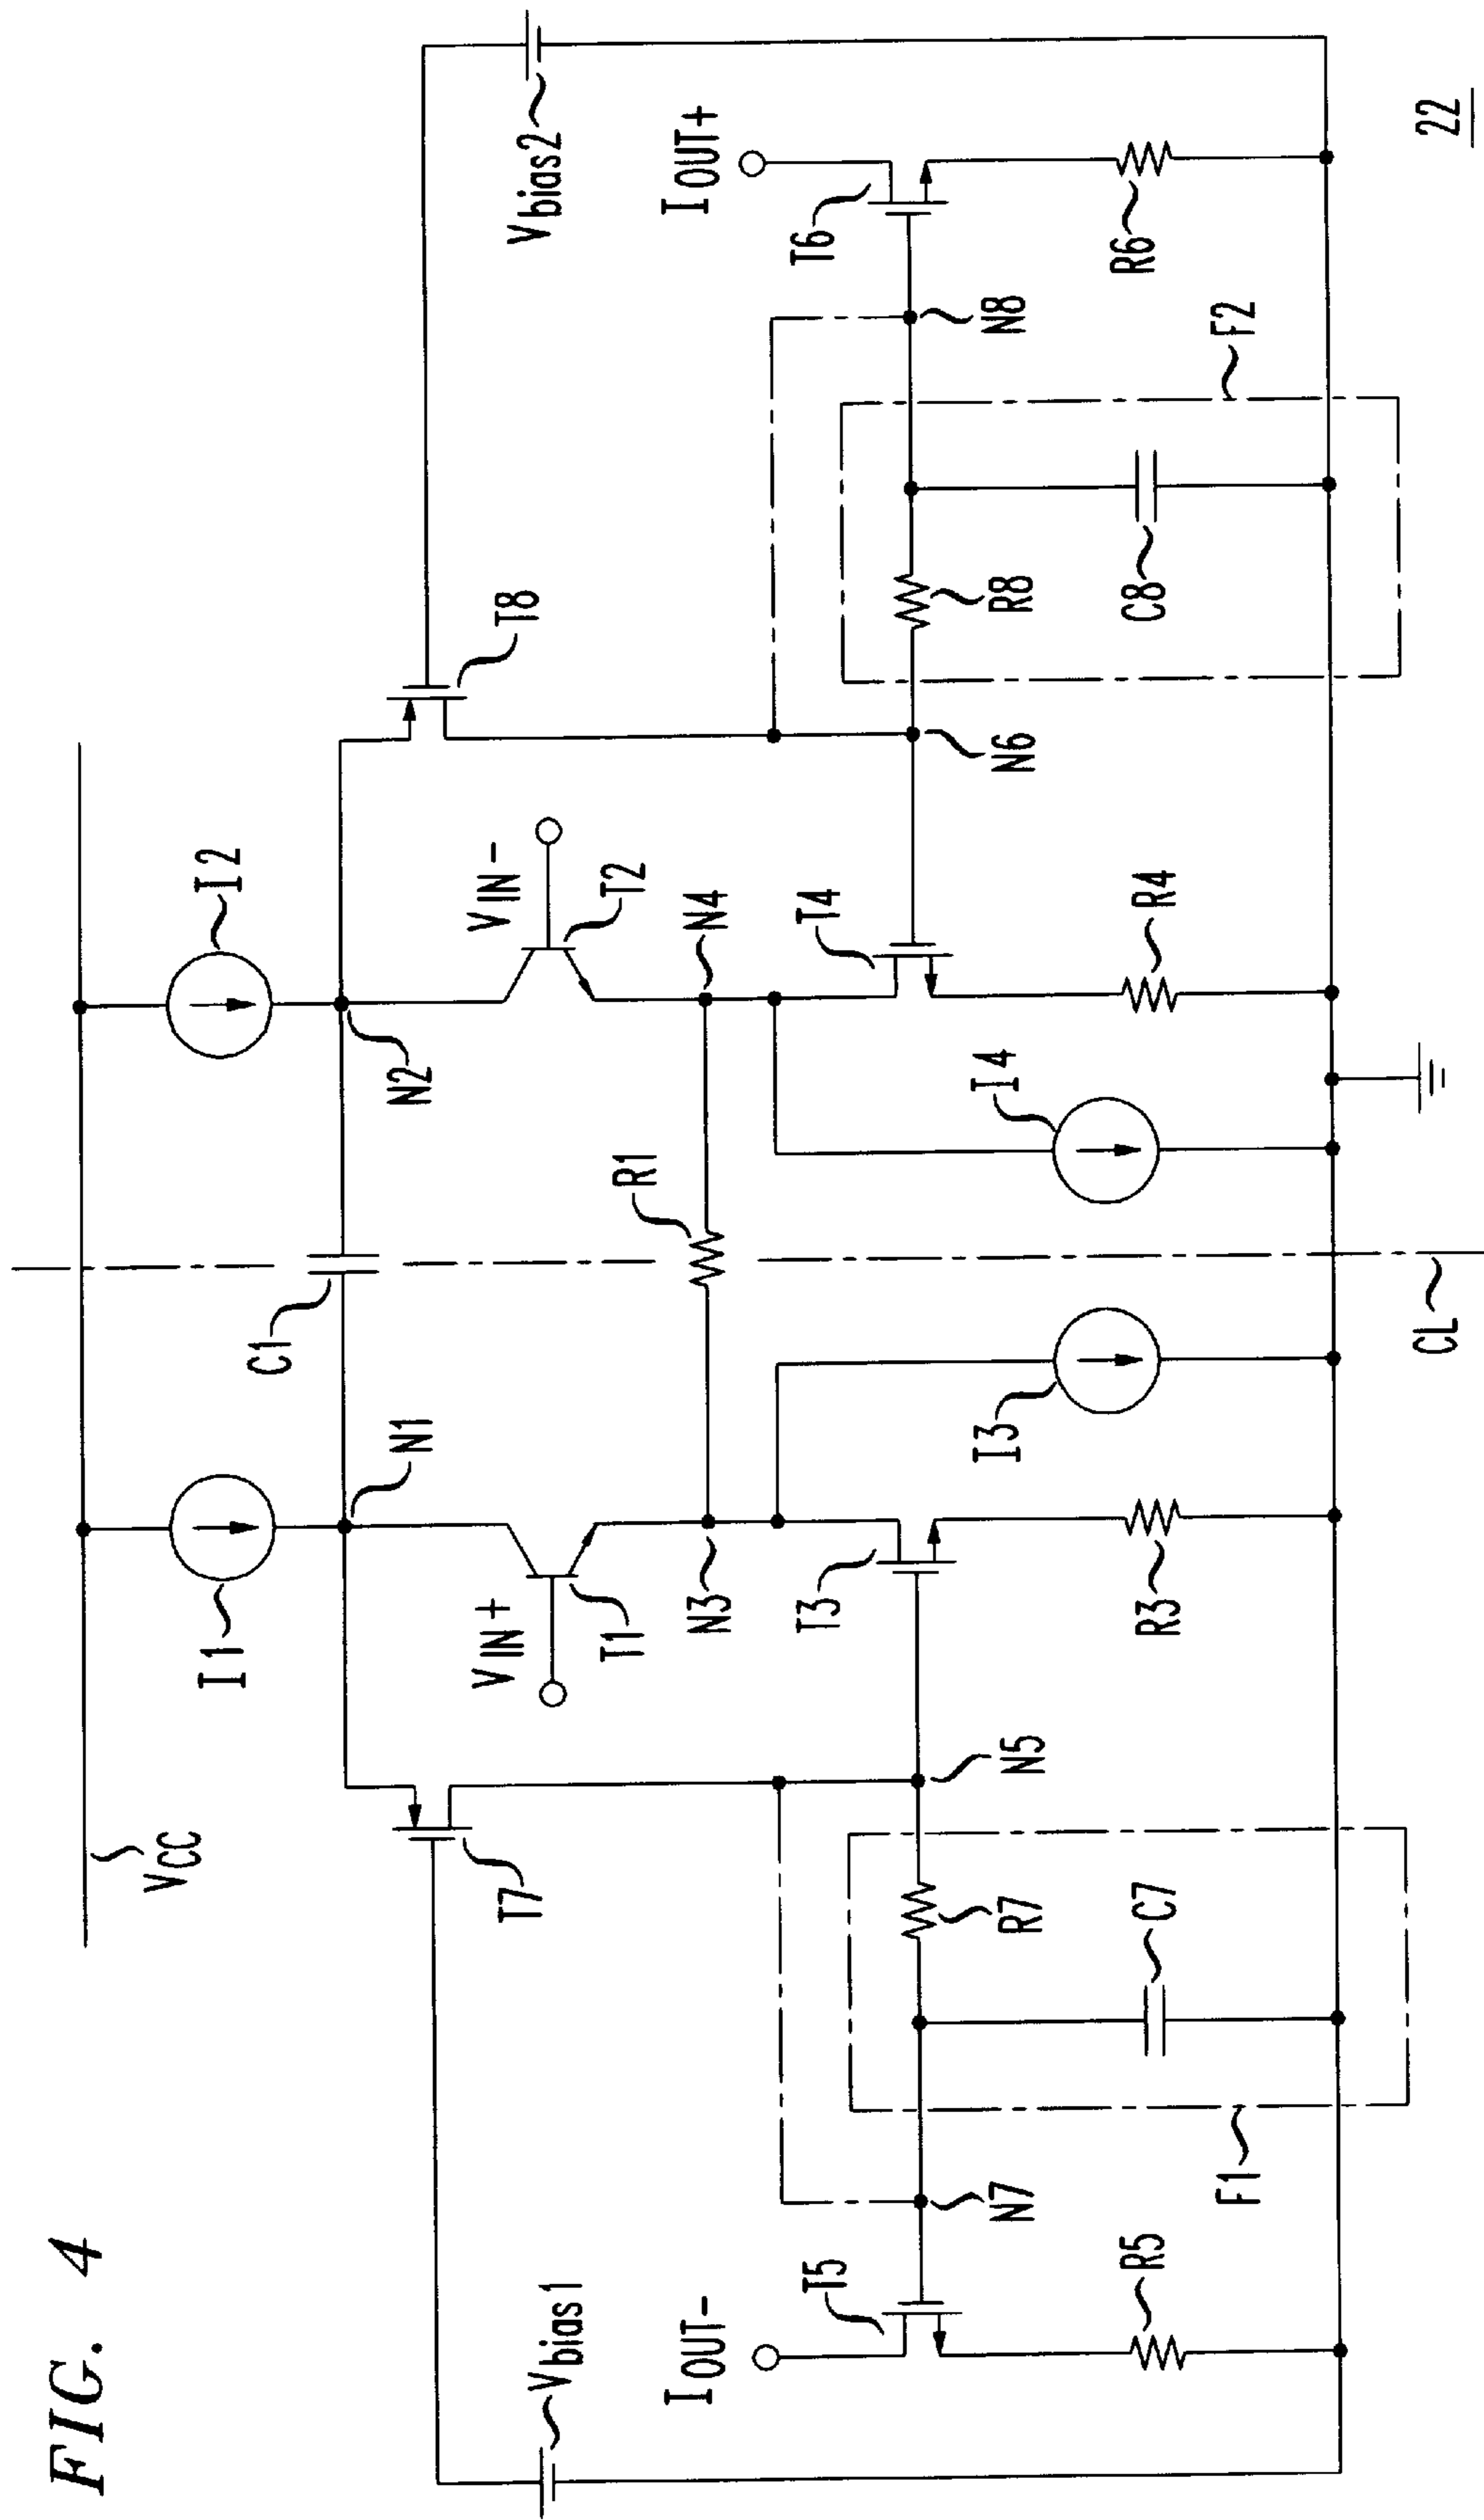 FIG. 4
VCC
I1
I2
C1
N1
N2
T7
T8
Vbias1
Vbias2
VIN+
VIN-
T1
T2
R1
IOUT-
IOUT+
N3
N4
T5
T3
T4
T6
I3
I4
N7
R7
N5
N6
R8
N8
R5
C7
R3
R4
C8
R6
F1
F2
CL
22